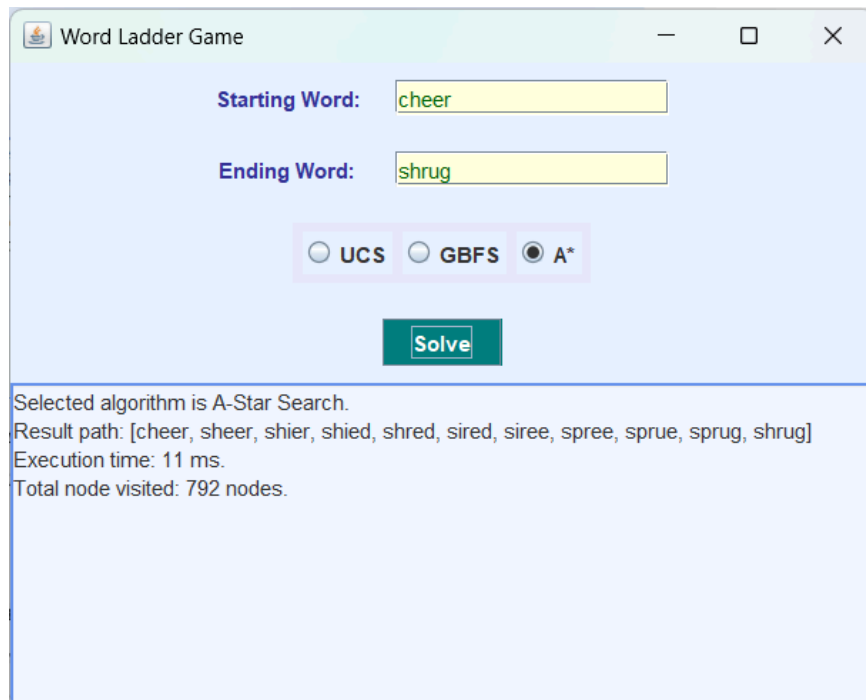 Word Ladder Game
Starting Word: cheer
Ending Word: shrug
UCS GBFS A*
Solve
Selected algorithm is A-Star Search.
Result path: [cheer, sheer, shier, shied, shred, sired, siree, spree, sprue, sprug, shrug]
Execution time: 11 ms.
Total node visited: 792 nodes.